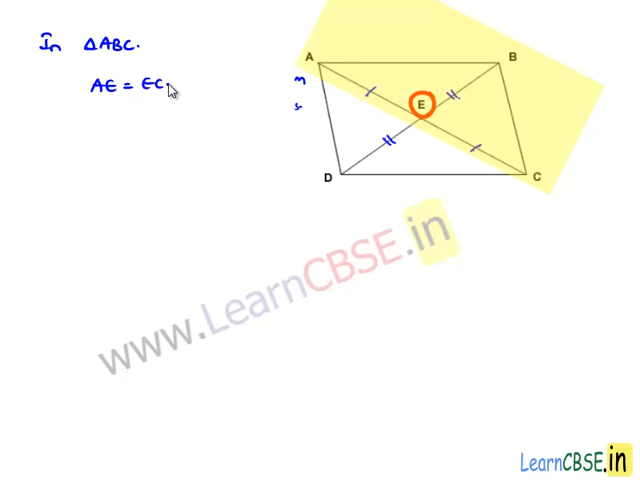 In ΔABC.
AE = EC.
A
B
E
D
C
www.LearnCBSE.in
LearnCBSE.in